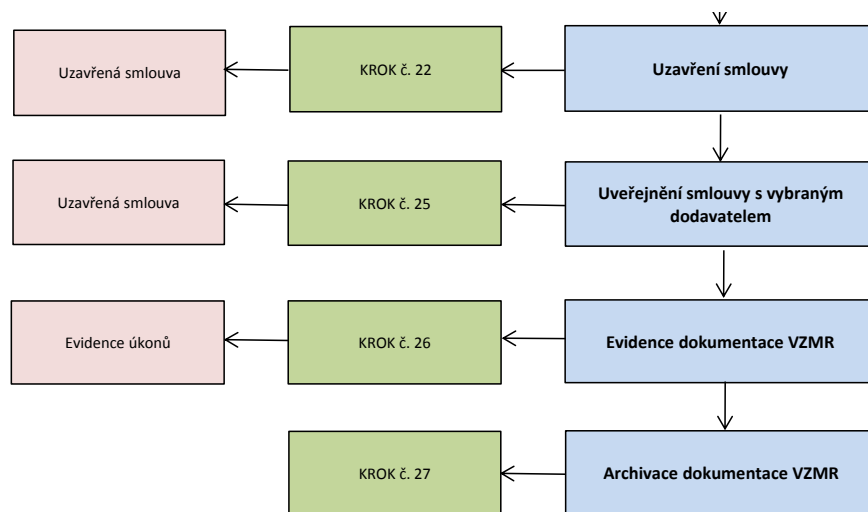 Uzavřená smlouva
KROK č. 22
Uzavření smlouvy
Uzavřená smlouva
KROK č. 25
Uveřejnění smlouvy s vybraným
dodavatelem
Evidence úkonů
KROK č. 26
Evidence dokumentace VZMR
KROK č. 27
Archivace dokumentace VZMR